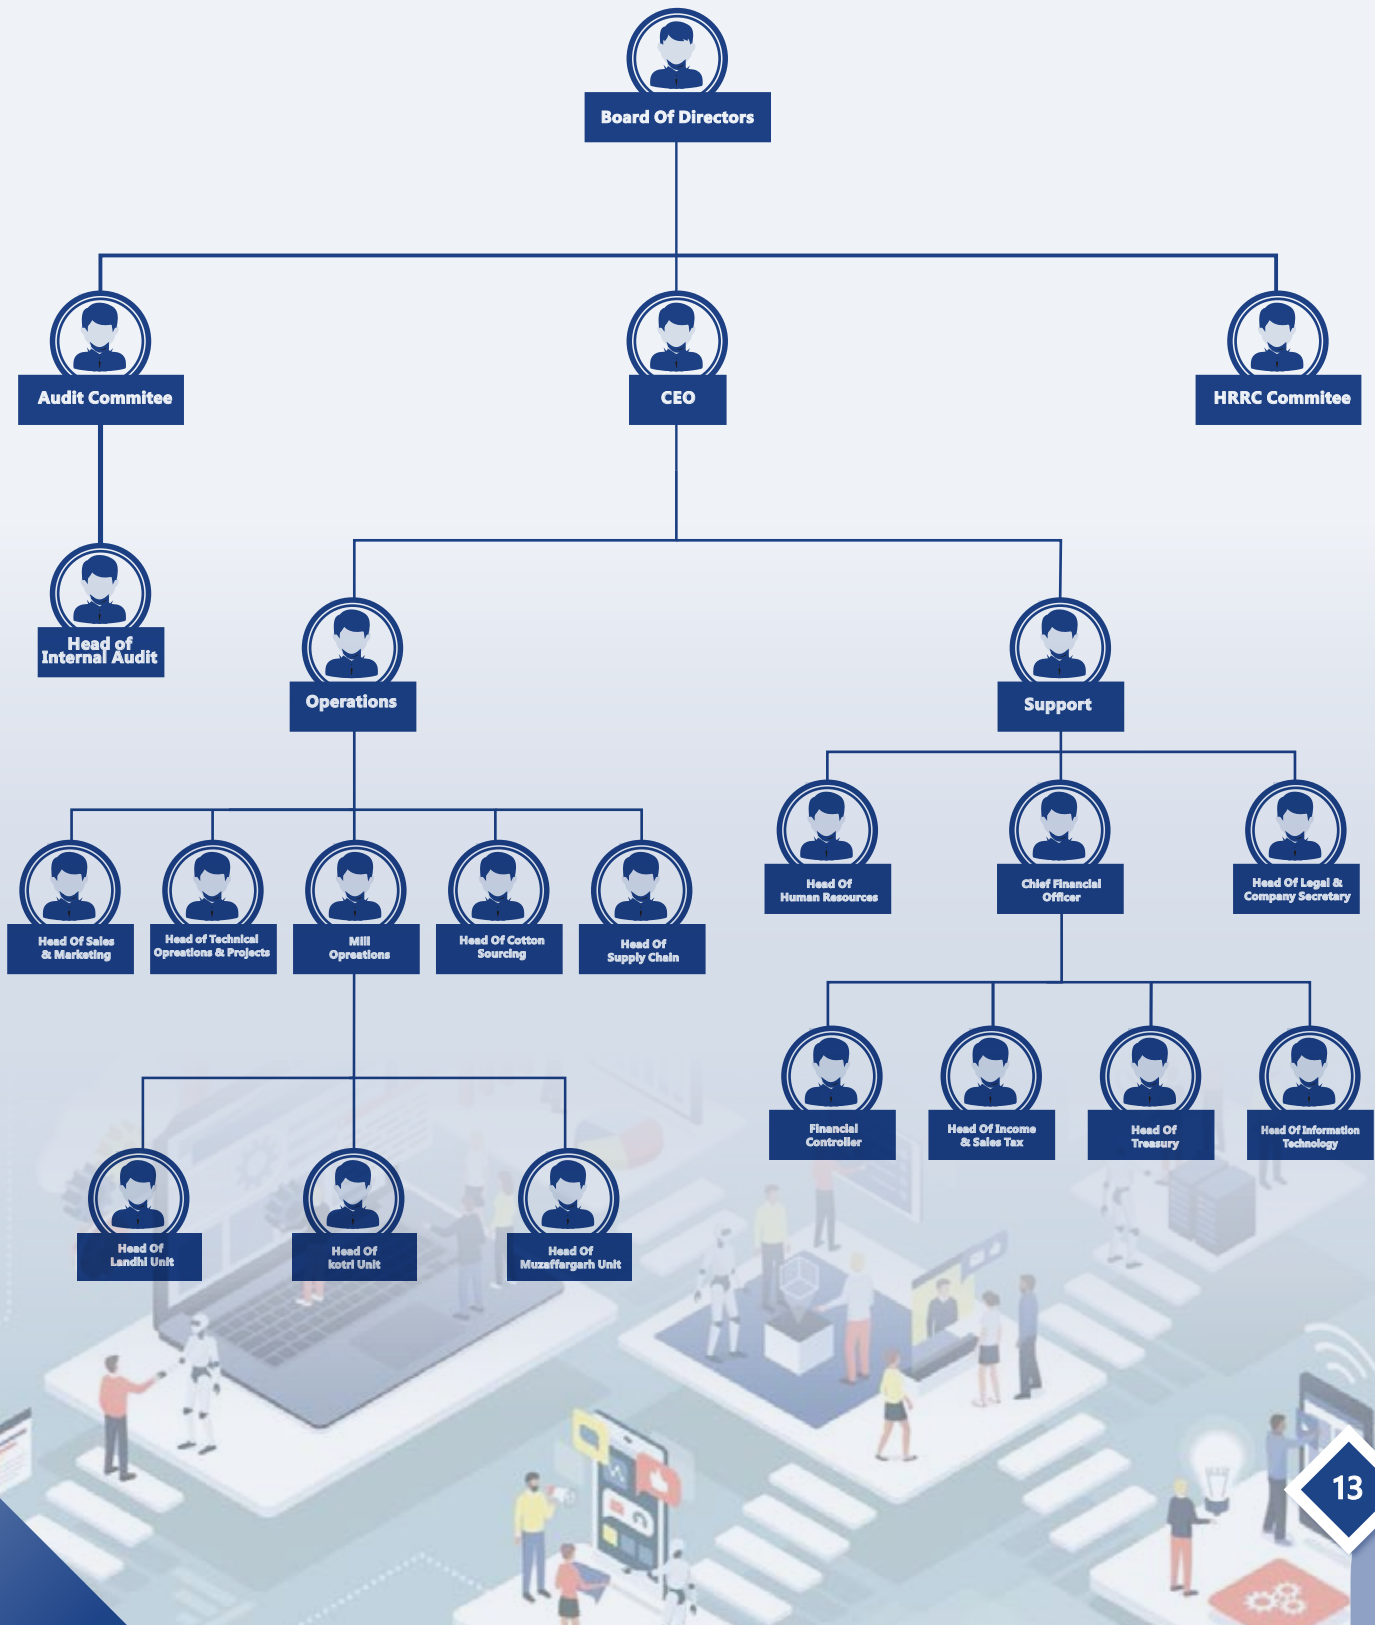 Board Of Directors
Audit Commitee
CEO
HRRC Commitee
Head of
Internal Audit
Operations
Support
Head Of
Human Resources
Chief Financial
Officer
Head Of Legal &
Company Secretary
Head Of Sales
& Marketing
Head of Technical
Opreations & Projects
Mill
Opreations
Head Of Cotton
Sourcing
Head Of
Supply Chain
Financial
Controller
Head Of Income
& Sales Tax
Head Of
Treasury
Head Of Information
Technology
Head Of
Landhi Unit
Head Of
kotri Unit
Head Of
Muzaffargarh Unit
13